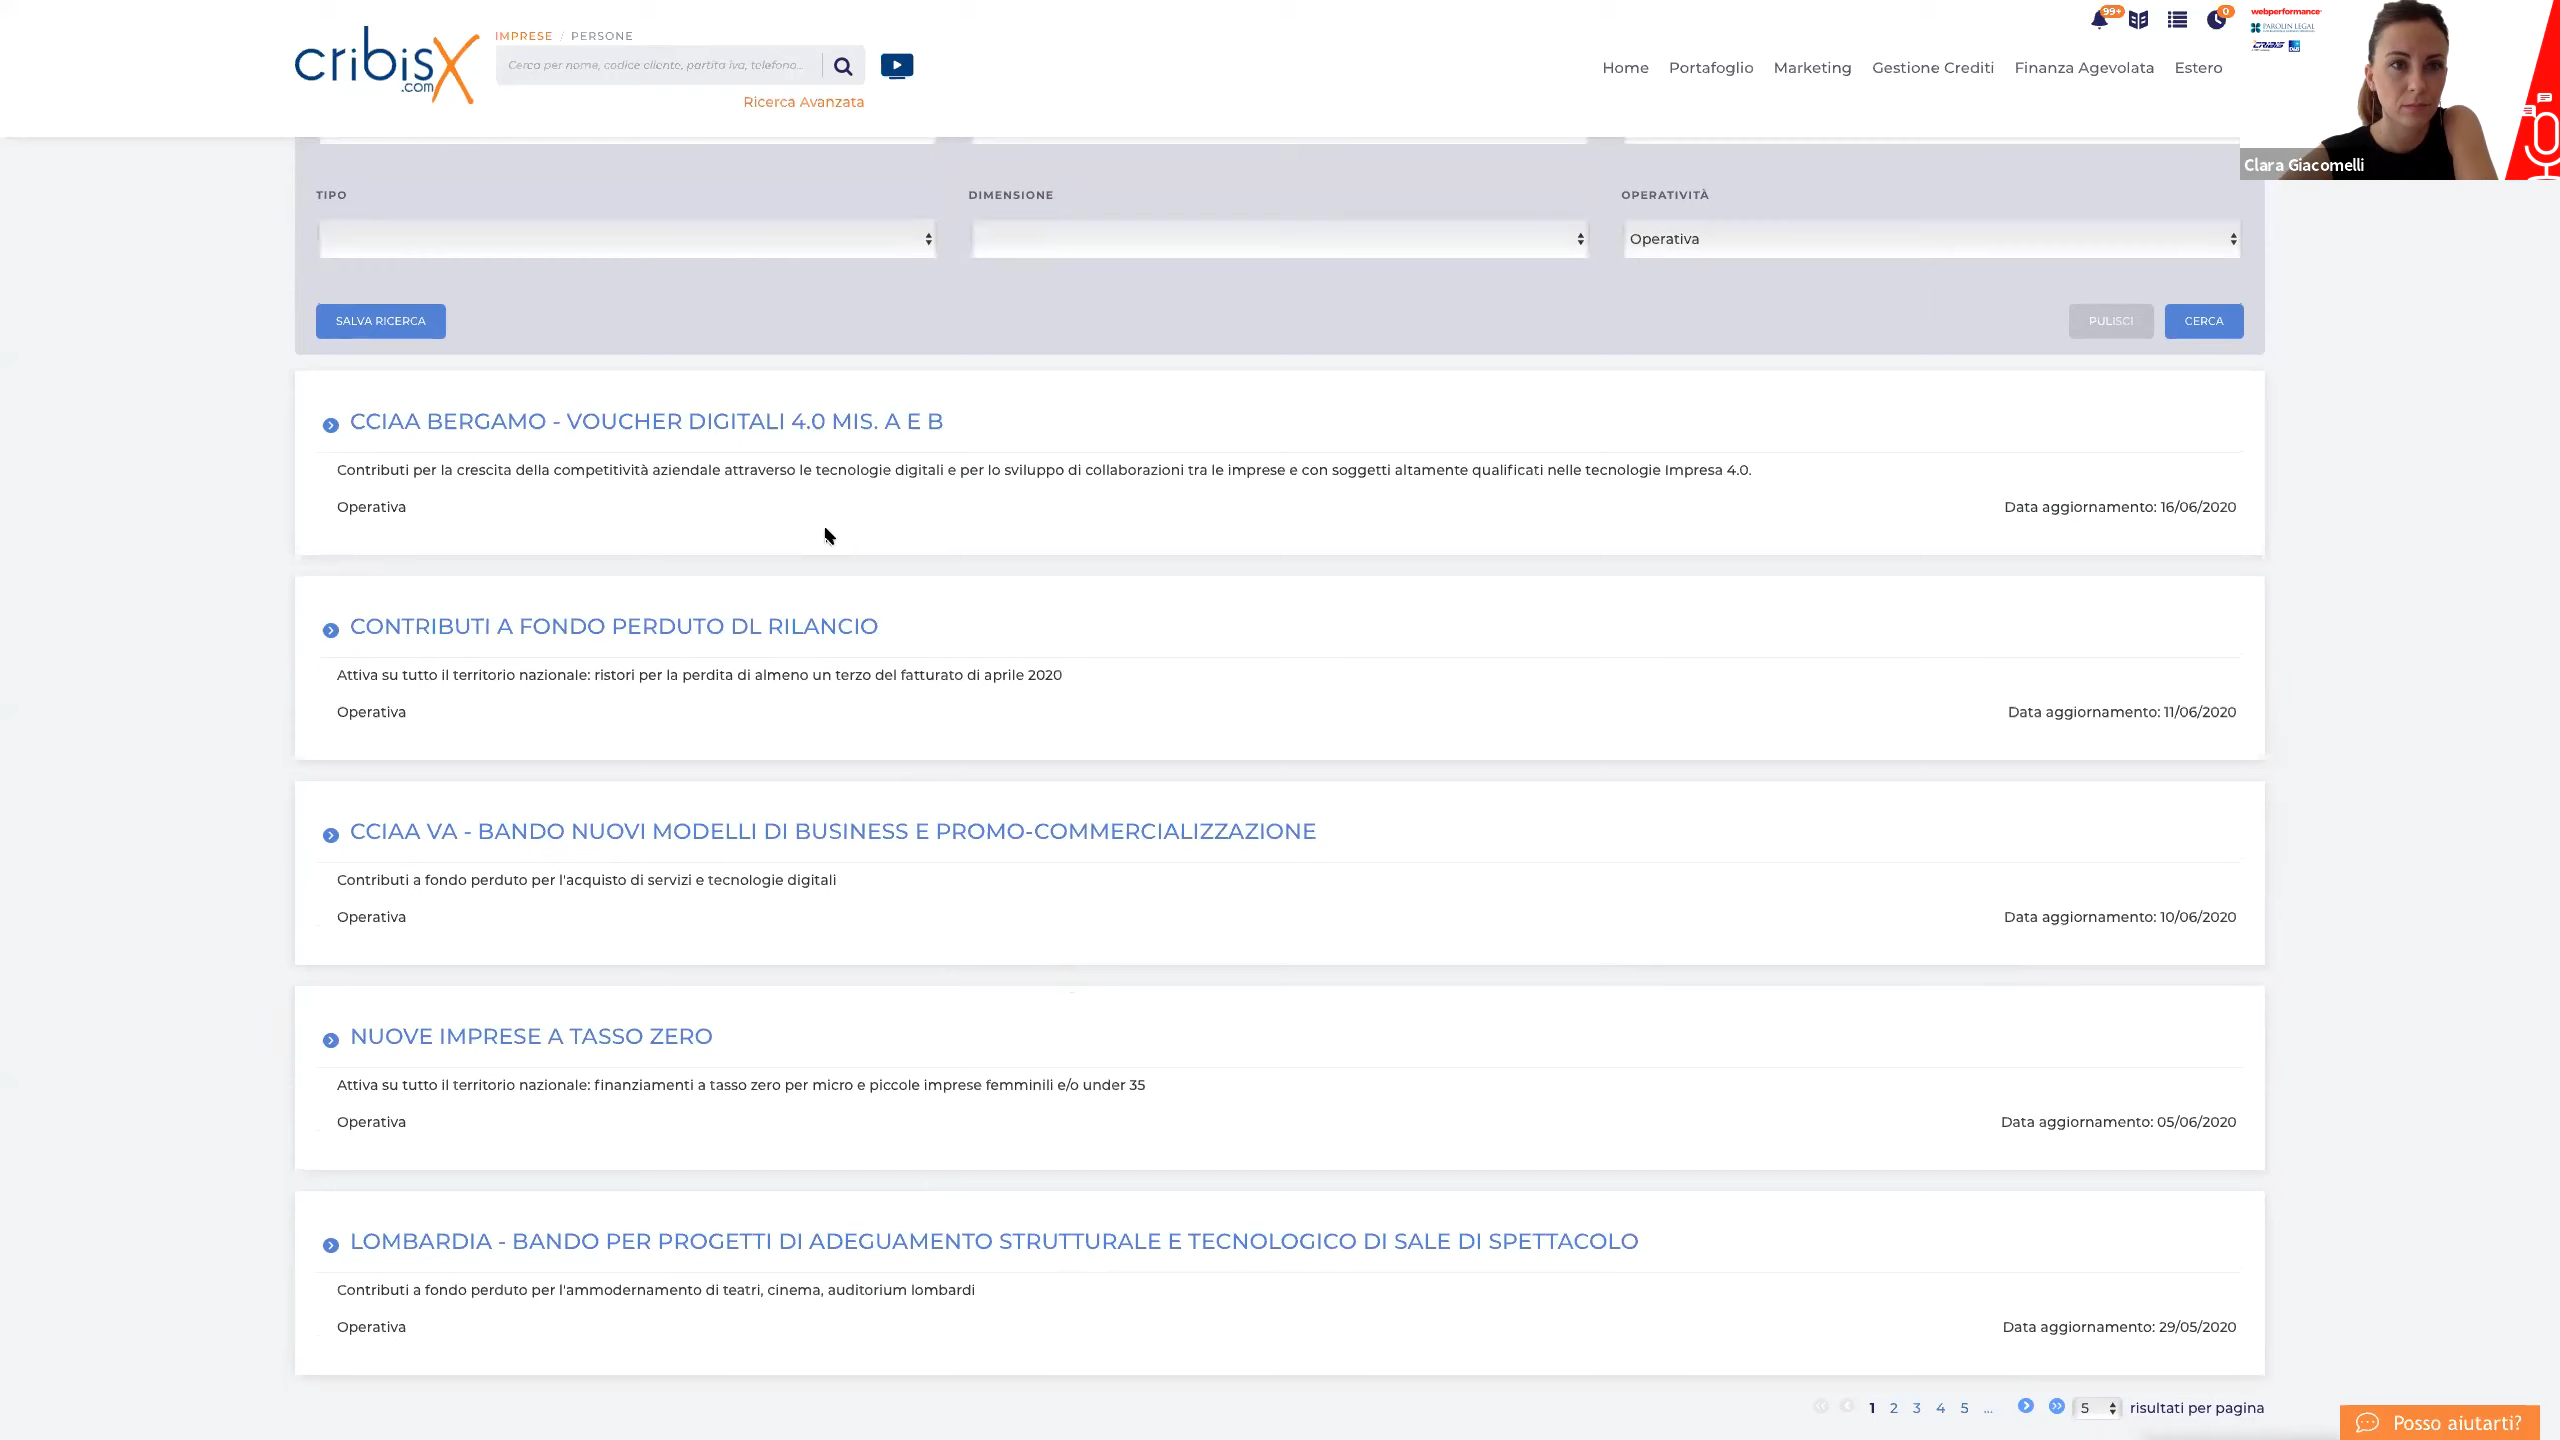 cribisX
.com
IMPRESE / PERSONE
Cerca per nome, codice cliente, partita iva, telefono...
Ricerca Avanzata
99+
0
Home Portafoglio Marketing Gestione Crediti Finanza Agevolata Estero
webperformance
PAROLIN LEGAL
CRIBIS
Clara Giacomelli
TIPO
DIMENSIONE
OPERATIVITÀ
Operativa
SALVA RICERCA
PULISCI
CERCA
CCIAA BERGAMO - VOUCHER DIGITALI 4.0 MIS. A E B
Contributi per la crescita della competitività aziendale attraverso le tecnologie digitali e per lo sviluppo di collaborazioni tra le imprese e con soggetti altamente qualificati nelle tecnologie Impresa 4.0.
Operativa
Data aggiornamento: 16/06/2020
CONTRIBUTI A FONDO PERDUTO DL RILANCIO
Attiva su tutto il territorio nazionale: ristori per la perdita di almeno un terzo del fatturato di aprile 2020
Operativa
Data aggiornamento: 11/06/2020
CCIAA VA - BANDO NUOVI MODELLI DI BUSINESS E PROMO-COMMERCIALIZZAZIONE
Contributi a fondo perduto per l'acquisto di servizi e tecnologie digitali
Operativa
Data aggiornamento: 10/06/2020
NUOVE IMPRESE A TASSO ZERO
Attiva su tutto il territorio nazionale: finanziamenti a tasso zero per micro e piccole imprese femminili e/o under 35
Operativa
Data aggiornamento: 05/06/2020
LOMBARDIA - BANDO PER PROGETTI DI ADEGUAMENTO STRUTTURALE E TECNOLOGICO DI SALE DI SPETTACOLO
Contributi a fondo perduto per l'ammodernamento di teatri, cinema, auditorium lombardi
Operativa
Data aggiornamento: 29/05/2020
1 2 3 4 5 ... 5 risultati per pagina
Posso aiutarti?